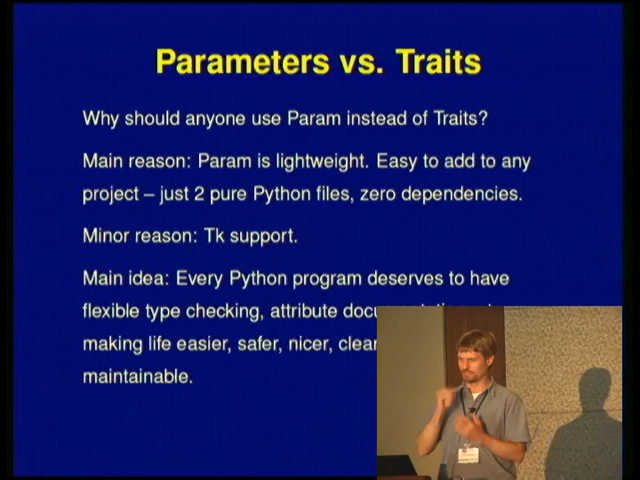 Parameters vs. Traits
Why should anyone use Param instead of Traits?
Main reason: Param is lightweight. Easy to add to any
project – just 2 pure Python files, zero dependencies.
Minor reason: Tk support.
Main idea: Every Python program deserves to have
flexible type checking, attribute
making life easier, safer, nicer,
maintainable.